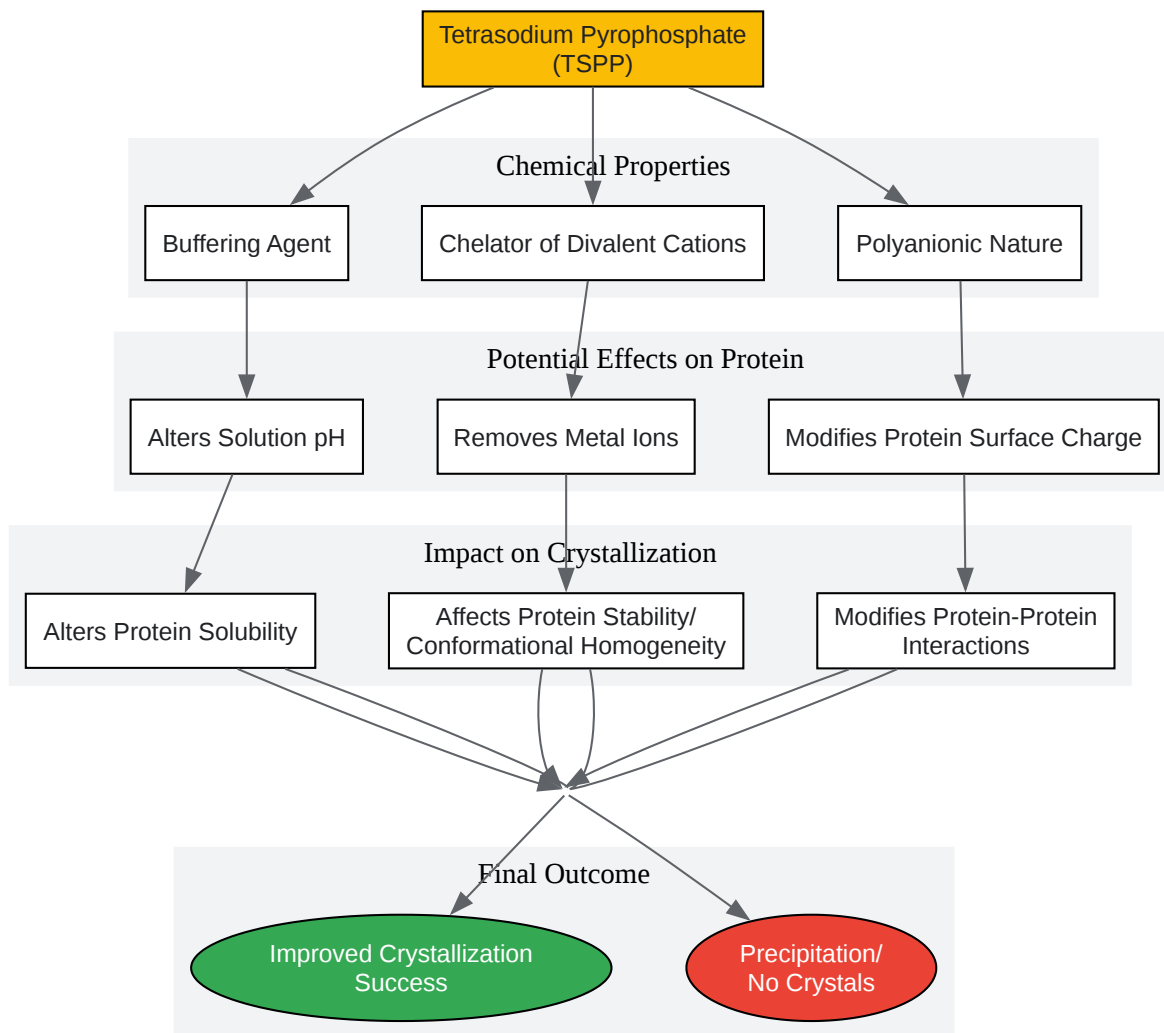 Tetrasodium Pyrophosphate
(TSPP)
Chemical Properties
Buffering Agent
Chelator of Divalent Cations
Polyanionic Nature
Potential Effects on Protein
Alters Solution pH
Removes Metal Ions
Modifies Protein Surface Charge
Impact on Crystallization
Alters Protein Solubility
Affects Protein Stability/
Conformational Homogeneity
Modifies Protein-Protein
Interactions
Final Outcome
Improved Crystallization
Success
Precipitation/
No Crystals